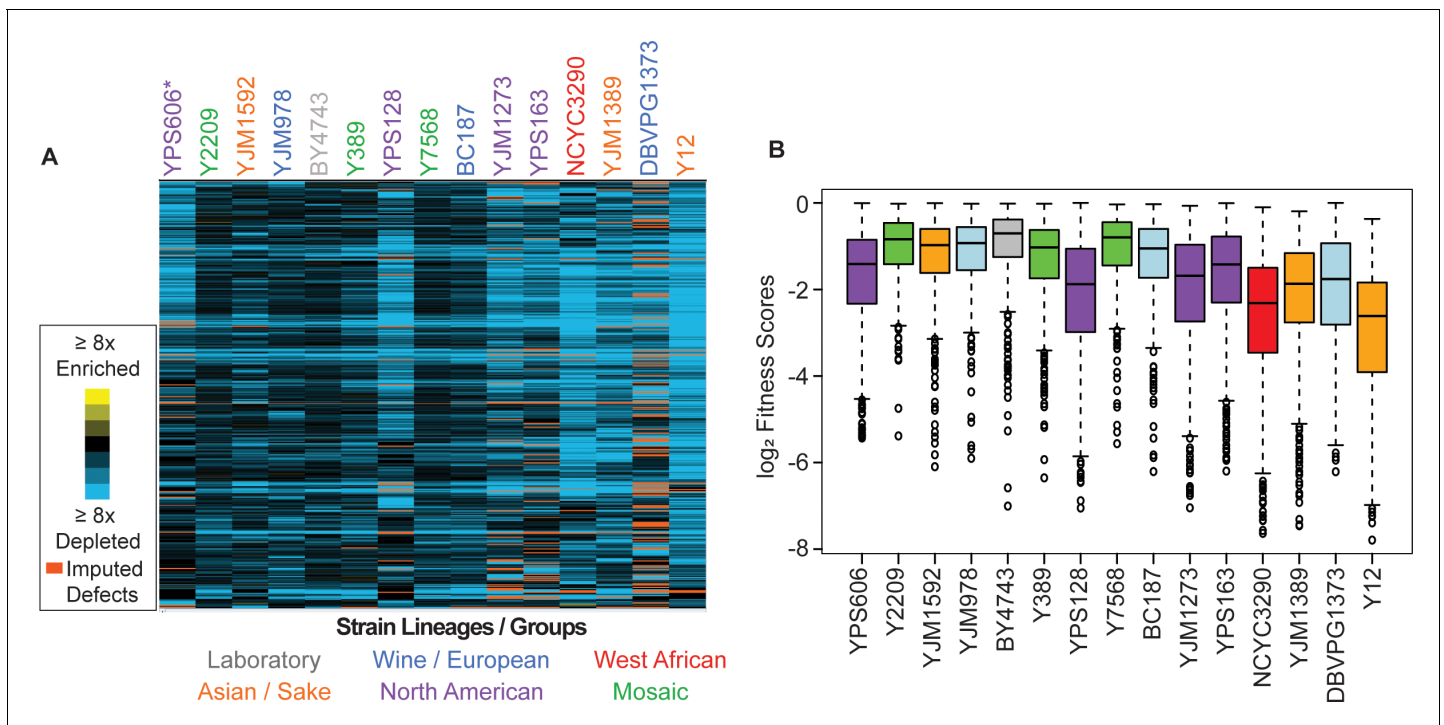 A
YPS606*
Y2209
YJM1592
YJM978
BY4743
Y389
YPS128
Y7568
BC187
YJM1273
YPS163
NCYC3290
YJM1389
DBVPG1373
Y12
≥ 8x
Enriched
≥ 8x
Depleted
Imputed
Defects
Strain Lineages / Groups
Laboratory
Wine / European
West African
Asian / Sake
North American
Mosaic
B
log₂ Fitness Scores
0
-2
-4
-6
-8
YPS606
Y2209
YJM1592
YJM978
BY4743
Y389
YPS128
Y7568
BC187
YJM1273
YPS163
NCYC3290
YJM1389
DBVPG1373
Y12